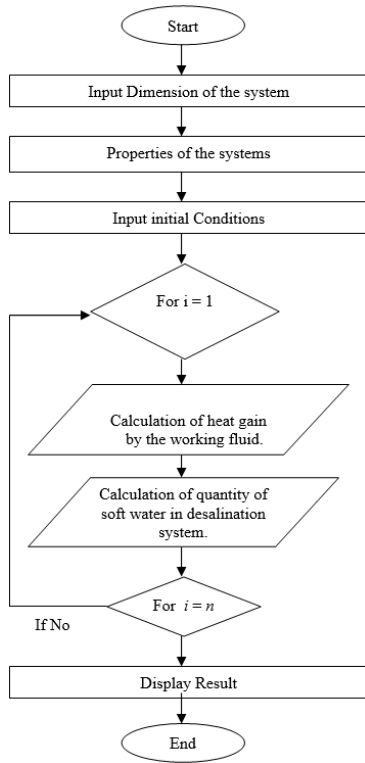 Start
Input Dimension of the system
Properties of the systems
Input initial Conditions
For i = 1
Calculation of heat gain
by the working fluid.
Calculation of quantity of
soft water in desalination
system.
For i = n
If No
Display Result
End